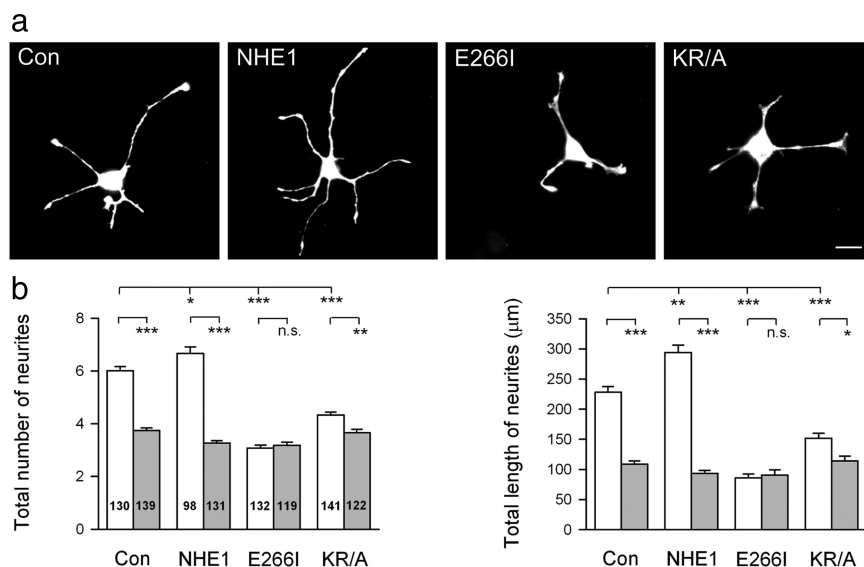 a
Con NHE1 E266I KR/A
b
* *** ***
*** *** n.s. **
8
6
4
2
0
Total number of neurites
130 139 98 131 132 119 141 122
Con NHE1 E266I KR/A
** *** ***
*** *** n.s. *
350
300
250
200
150
100
50
0
Total length of neurites (μm)
Con NHE1 E266I KR/A